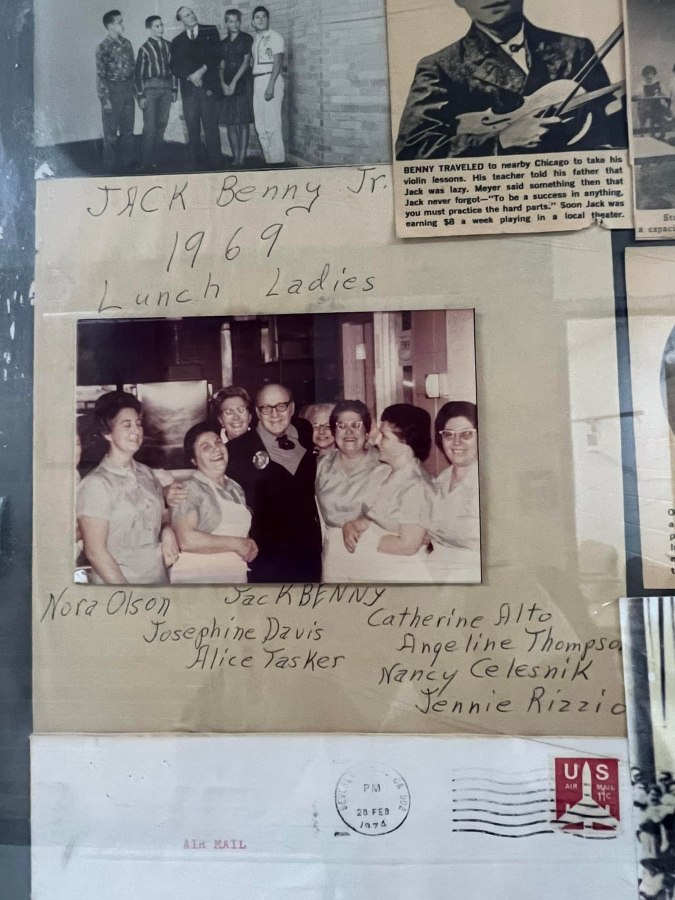 BENNY TRAVELED to nearby Chicago to take his
violin lessons. His teacher told his father that
Jack was lazy. Meyer said something then that
Jack never forgot—"To be a success in anything,
you must practice the hard parts." Soon Jack was
earning $8 a week playing in a local theater.
JACK Benny Jr.
1969
Lunch Ladies
Nora Olson
Jack BENNY
Josephine Davis
Alice Tasker
Catherine Alto
Angeline Thompso
Nancy Celesnik
Jennie Rizzio
a capaci
PM
28 FEB
1974
AIR MAIL
US
AIR MAIL
11c